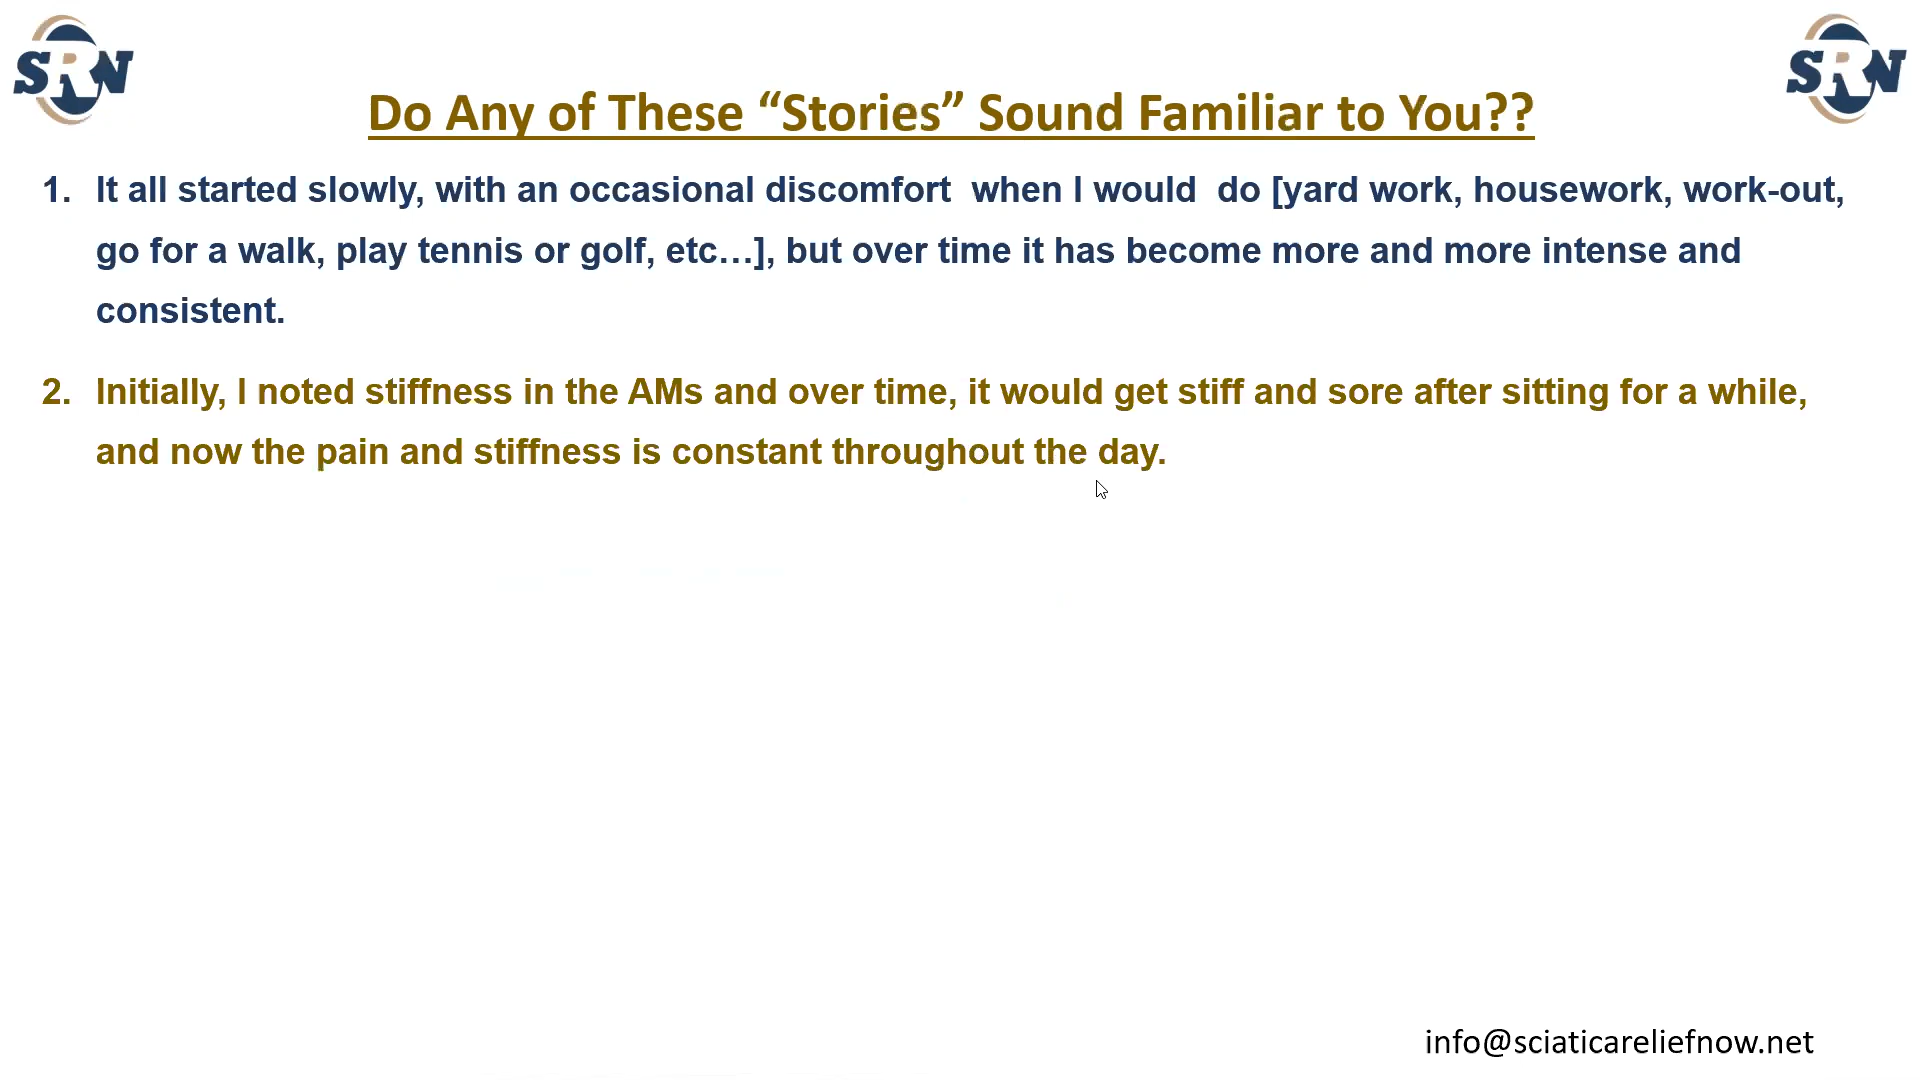 SRN
SRN
Do Any of These “Stories” Sound Familiar to You??
1. It all started slowly, with an occasional discomfort  when I would  do [yard work, housework, work-out,
go for a walk, play tennis or golf, etc…], but over time it has become more and more intense and
consistent.
2. Initially, I noted stiffness in the AMs and over time, it would get stiff and sore after sitting for a while,
and now the pain and stiffness is constant throughout the day.
info@sciaticareliefnow.net